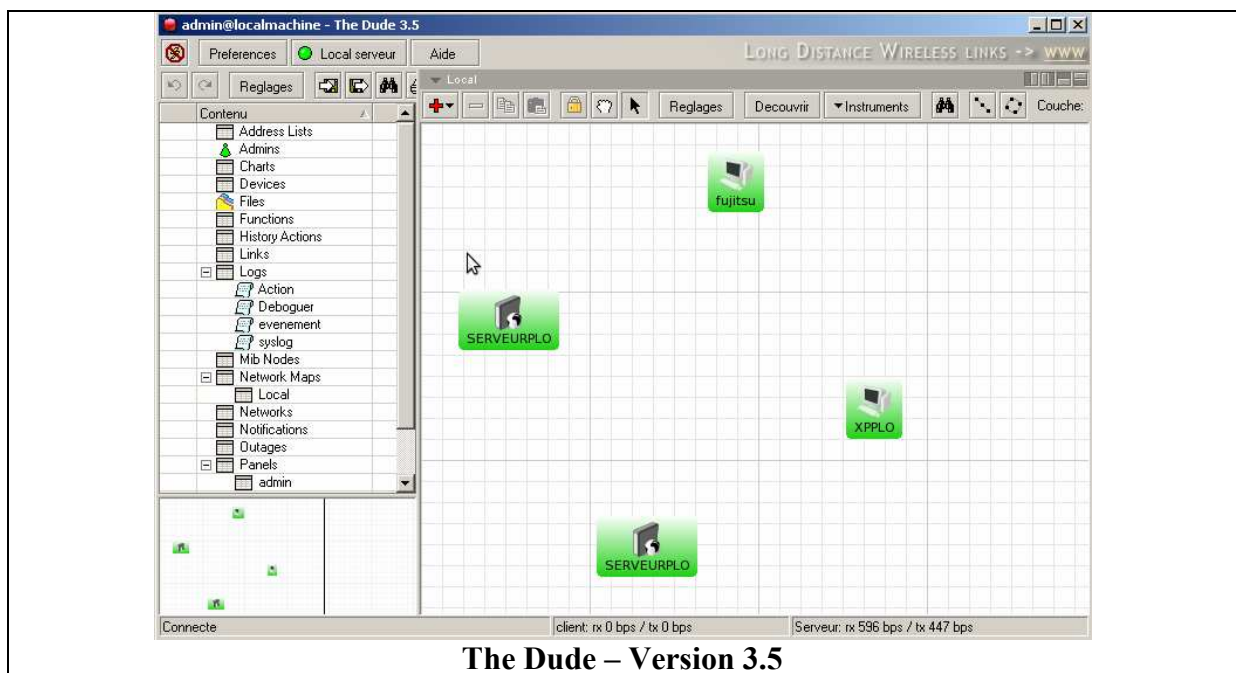 admin@localmachine - The Dude 3.5
Preferences Local serveur Aide
LONG DISTANCE WIRELESS LINKS -> WWW
Reglages
Local
Reglages Decouvrir Instruments Couche:
Contenu
Address Lists
Admins
Charts
Devices
Files
Functions
History Actions
Links
Logs
Action
Deboguer
evenement
syslog
Mib Nodes
Network Maps
Local
Networks
Notifications
Outages
Panels
admin
fujitsu
SERVEURPLO
XPPLO
SERVEURPLO
Connecte client: rx 0 bps / tx 0 bps Serveur: rx 596 bps / tx 447 bps
The Dude – Version 3.5